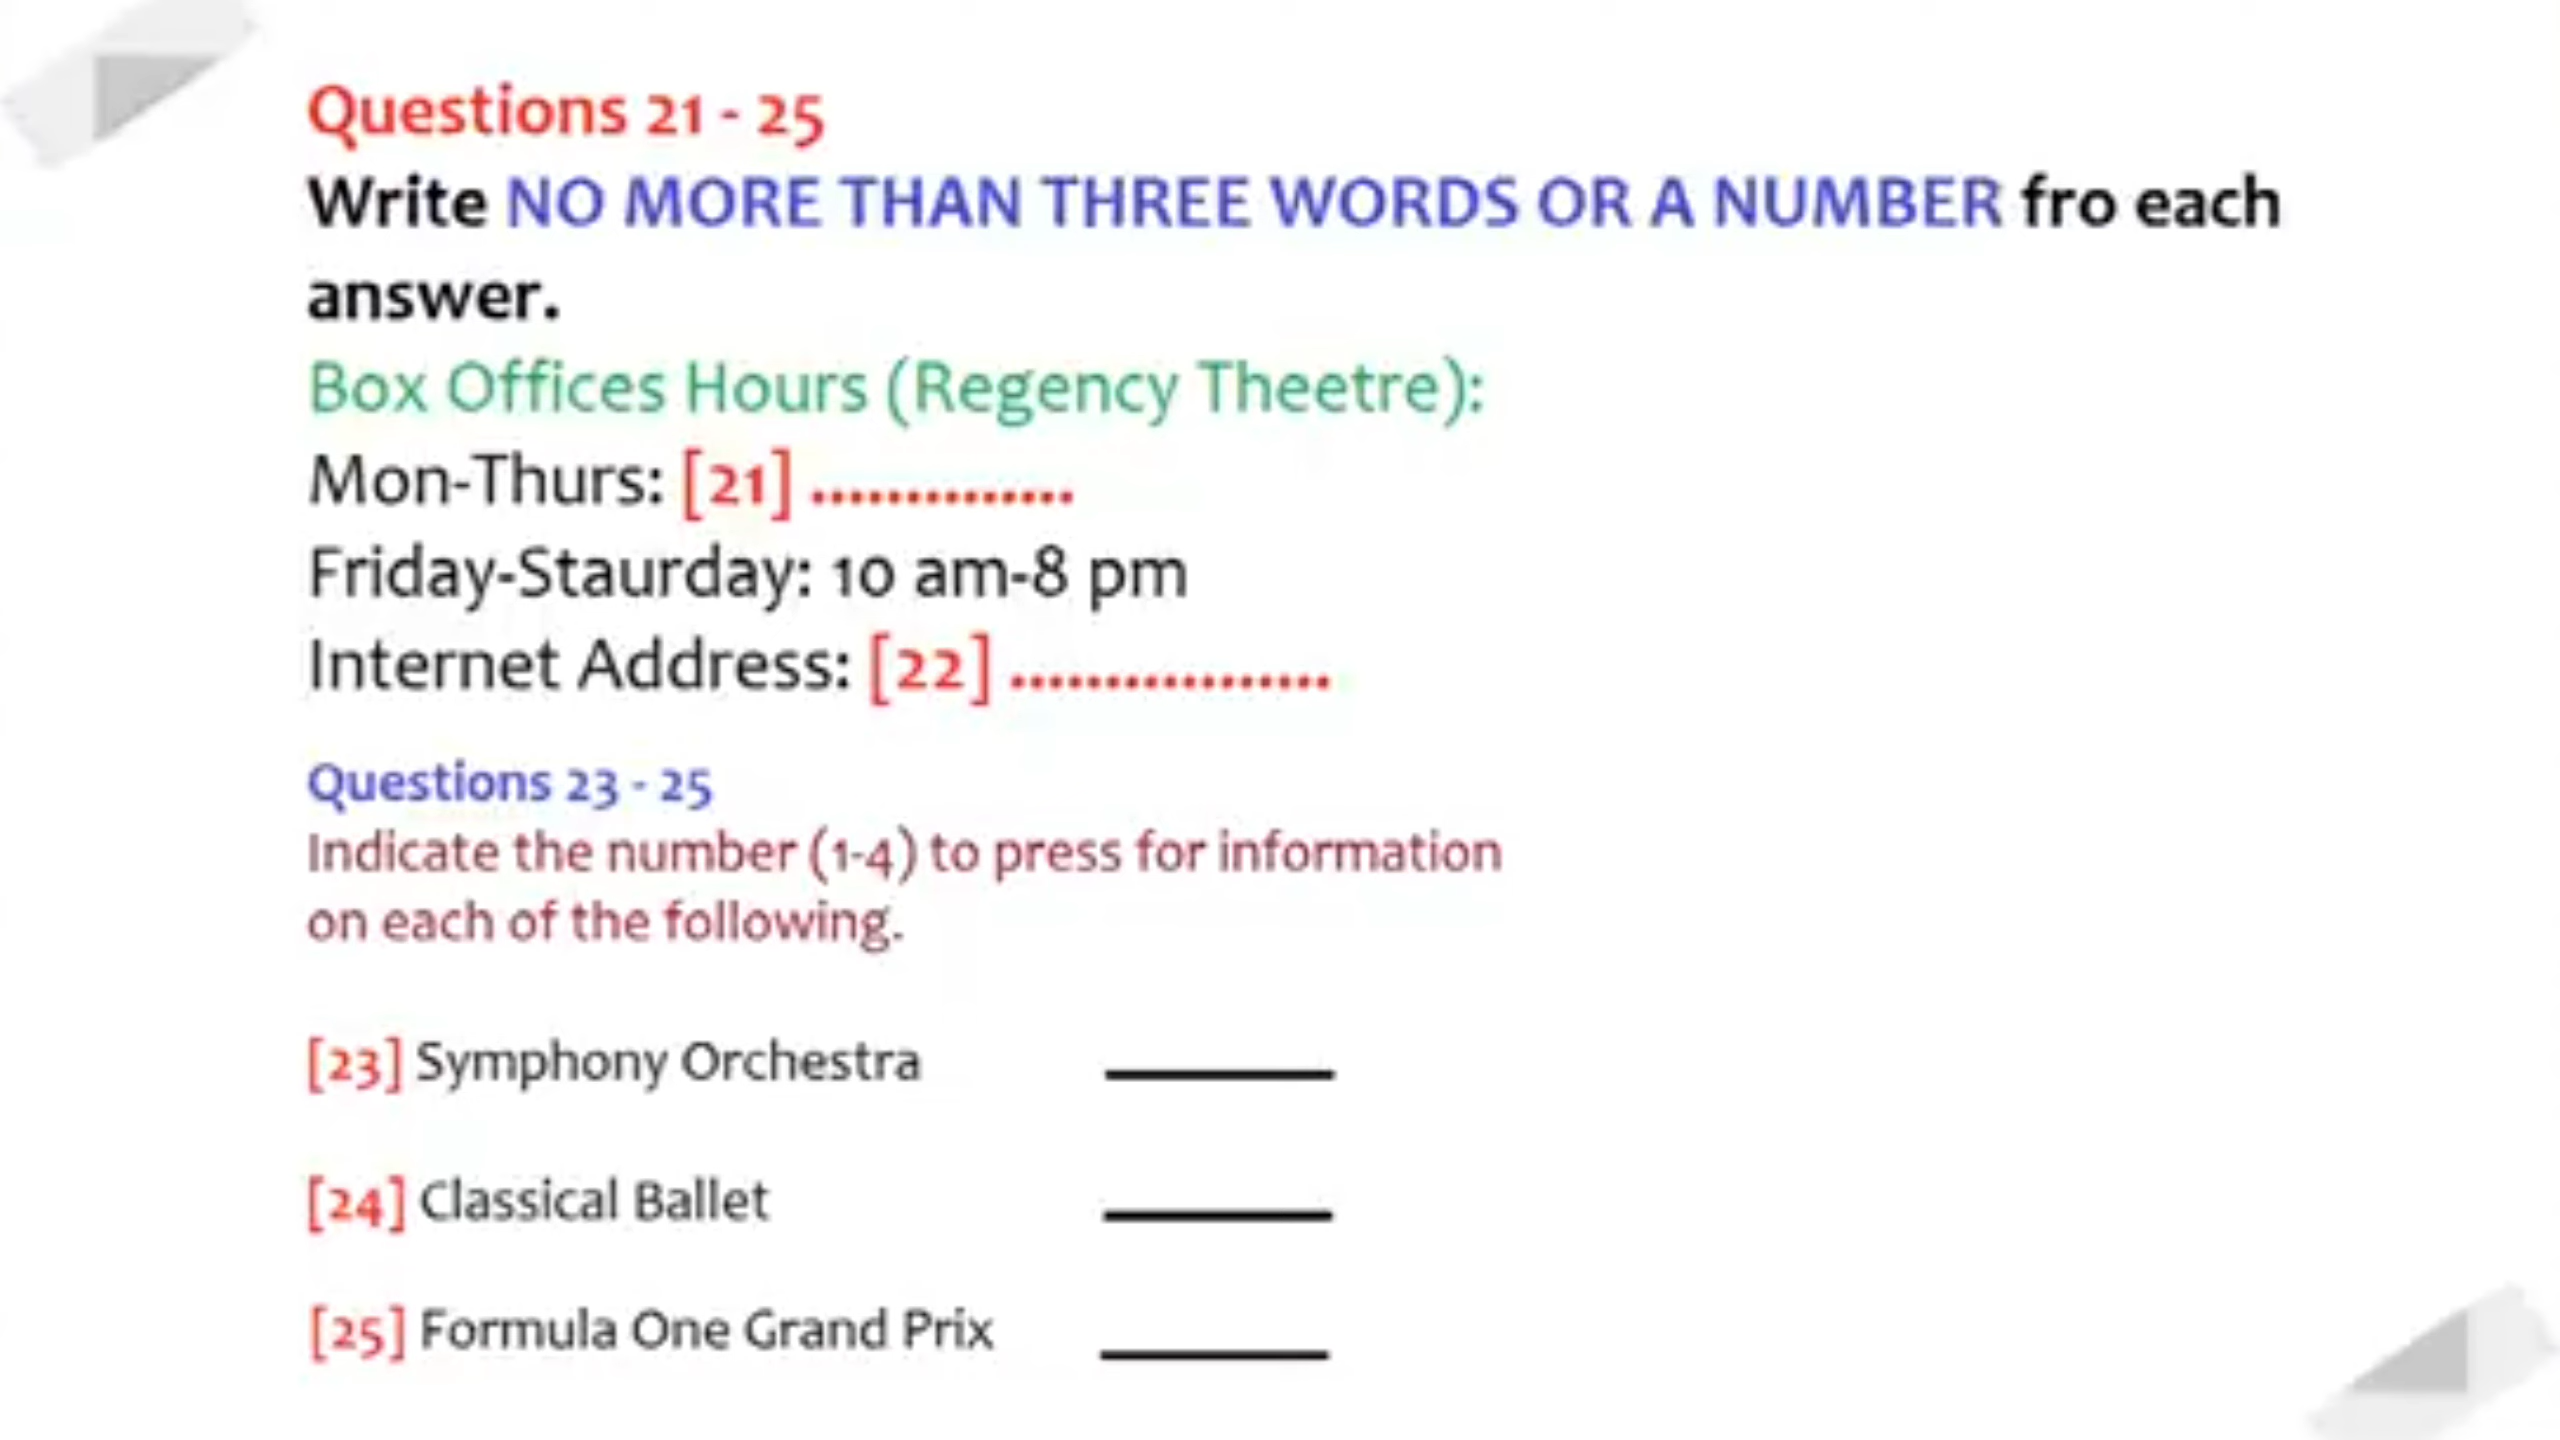 Questions 21 - 25
Write NO MORE THAN THREE WORDS OR A NUMBER fro each
answer.
Box Offices Hours (Regency Theetre):
Mon-Thurs: [21] ..............
Friday-Staurday: 10 am-8 pm
Internet Address: [22] .................
Questions 23 - 25
Indicate the number (1-4) to press for information
on each of the following.
[23] Symphony Orchestra
[24] Classical Ballet
[25] Formula One Grand Prix